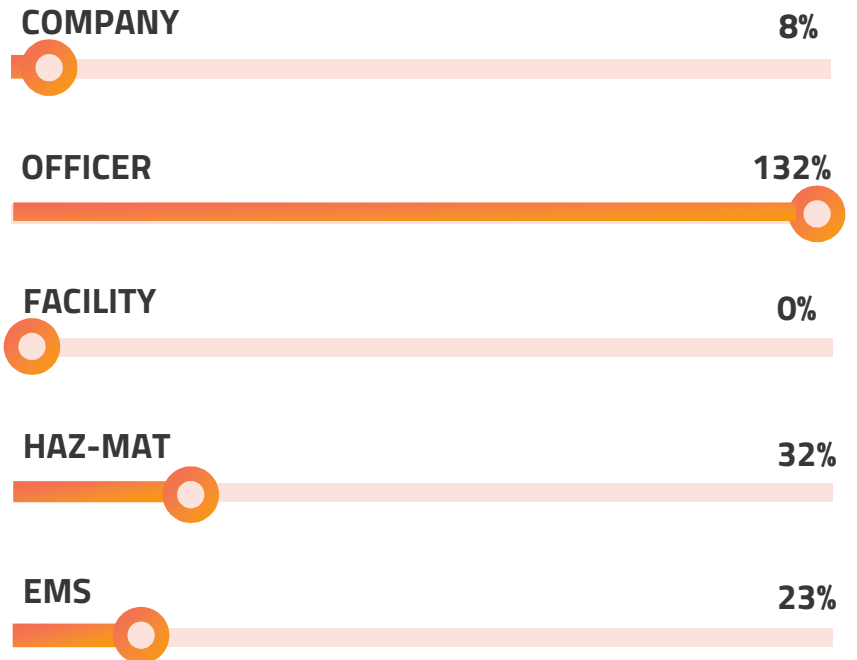 COMPANY 8%
OFFICER 132%
FACILITY 0%
HAZ-MAT 32%
EMS 23%